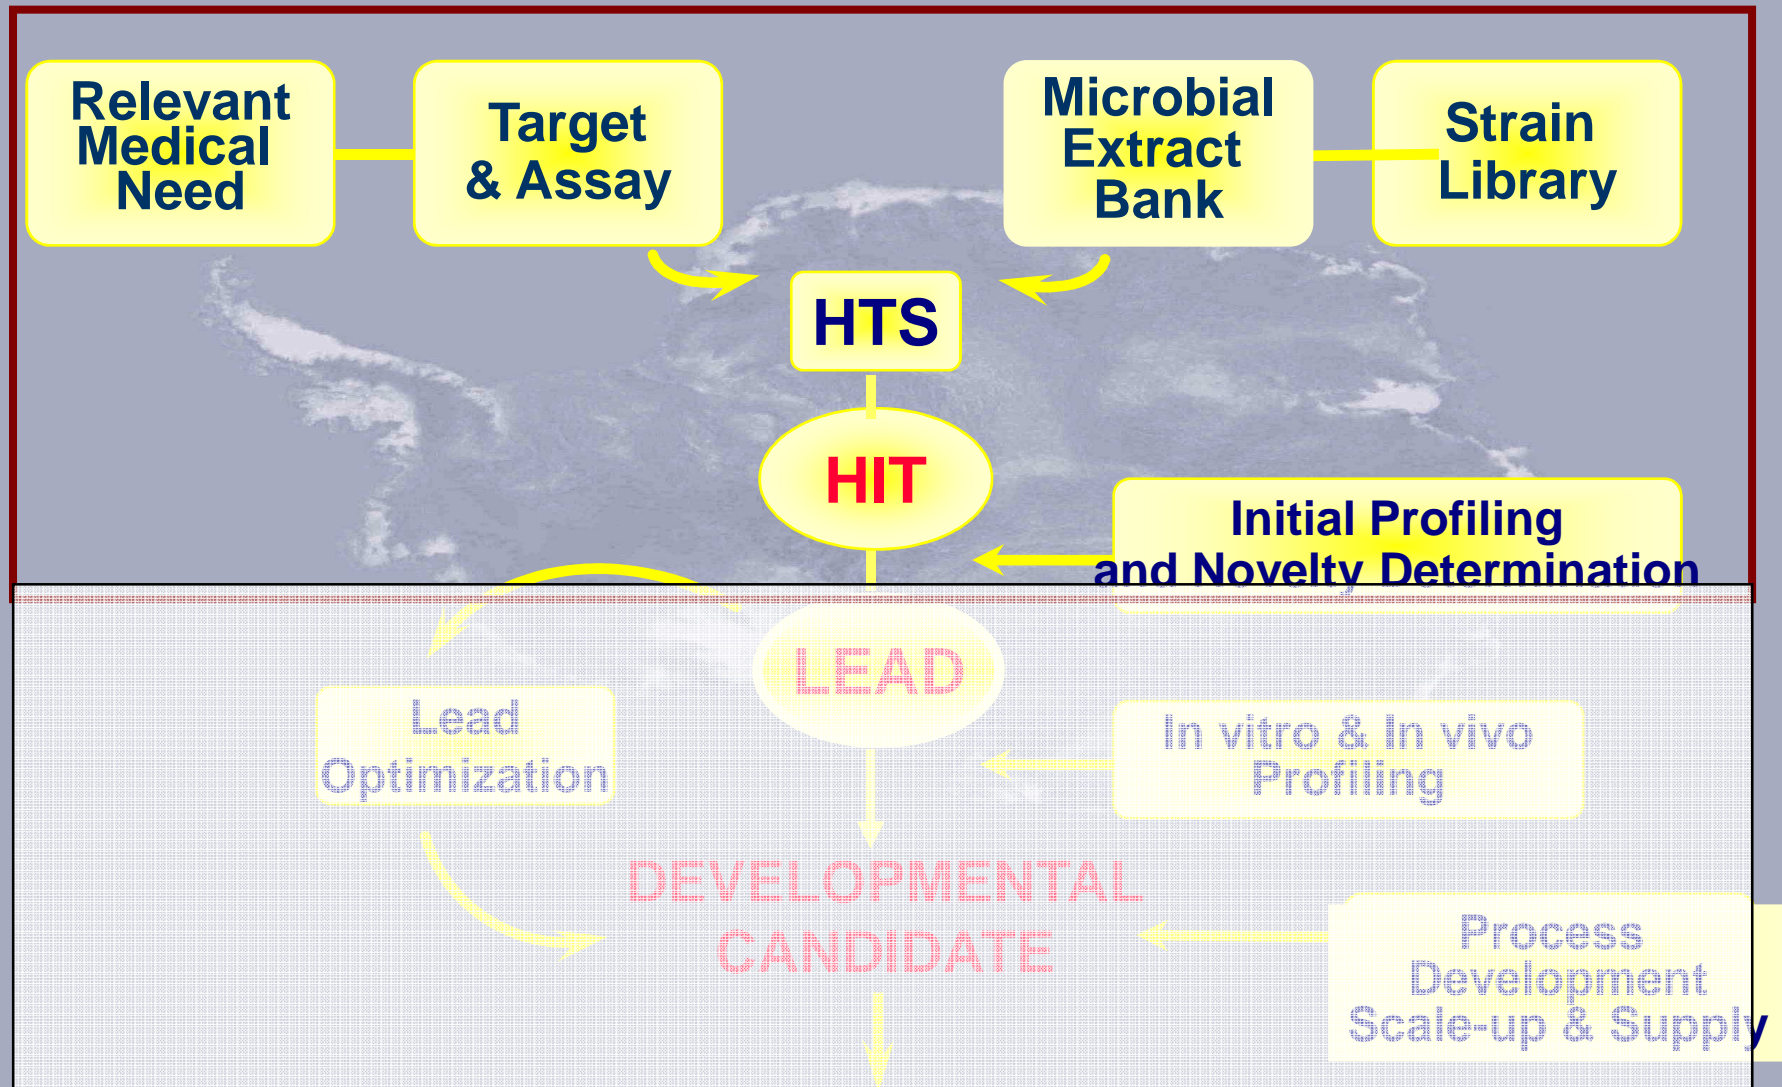 Relevant
Medical
Need
Target
& Assay
Microbial
Extract
Bank
Strain
Library
HTS
HIT
Initial Profiling
and Novelty Determination
LEAD
Lead
Optimization
In vitro & In vivo
Profiling
DEVELOPMENTAL
CANDIDATE
Process
Development
Scale-up & Supply